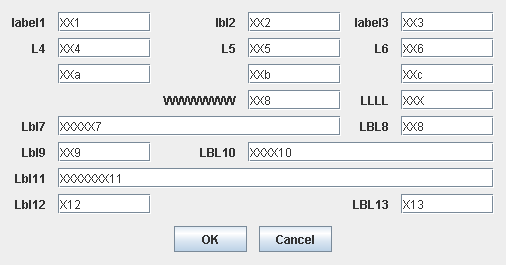 label1 XX1 lbl2 XX2 label3 XX3
L4 XX4 L5 XX5 L6 XX6
XXa XXb XXc
WWWWWW XX8 LLLL XXX
Lbl7 XXXXX7 LBL8 XX8
Lbl9 XX9 LBL10 XXXX10
Lbl11 XXXXXXX11
Lbl12 X12 LBL13 X13
OK Cancel